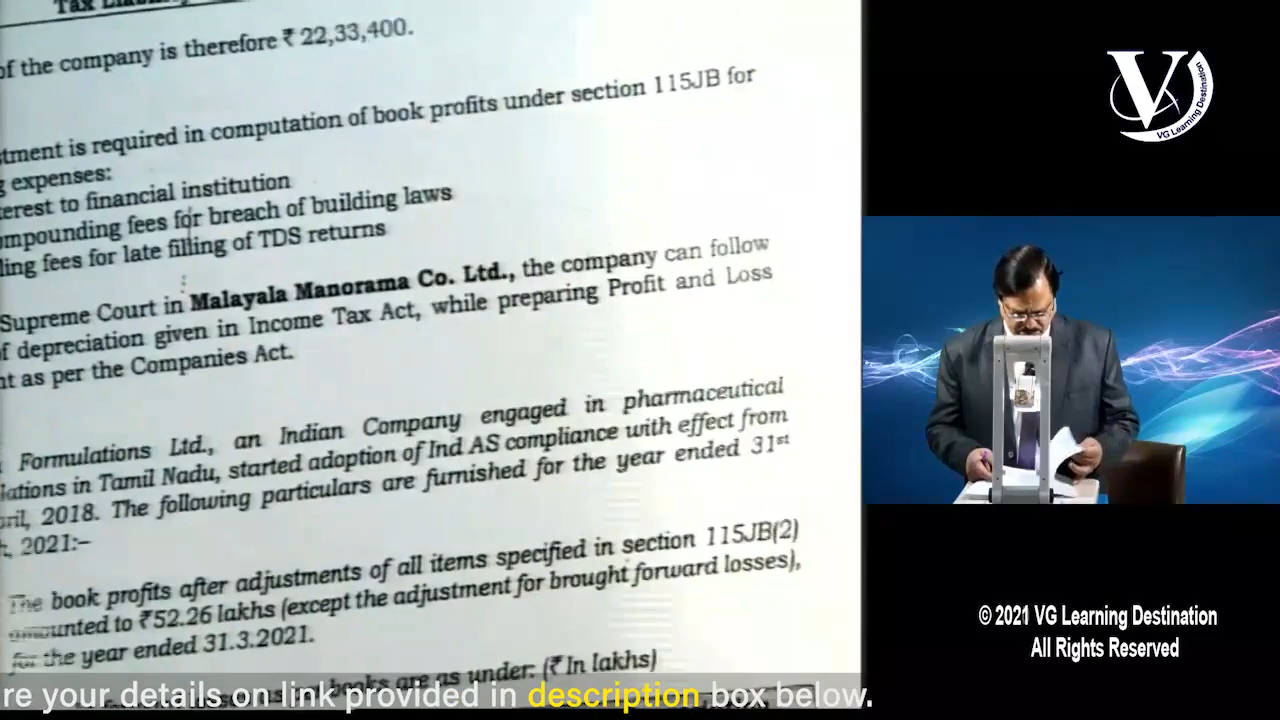 Tax
of the company is therefore ₹ 22,33,400.
stment is required in computation of book profits under section 115JB for
g expenses:
terest to financial institution
ompounding fees for breach of building laws
ling fees for late filling of TDS returns
Supreme Court in Malayala Manorama Co. Ltd., the company can follow
of depreciation given in Income Tax Act, while preparing Profit and Loss
nt as per the Companies Act.
Formulations Ltd., an Indian Company engaged in pharmaceutical
lations in Tamil Nadu, started adoption of Ind AS compliance with effect from
pril, 2018. The following particulars are furnished for the year ended 31st
h, 2021:–
The book profits after adjustments of all items specified in section 115JB(2)
amounted to ₹52.26 lakhs (except the adjustment for brought forward losses),
for the year ended 31.3.2021.
books are as under: (₹ In lakhs)
re your details on link provided in description box below.
V
VG Learning Destination
© 2021 VG Learning Destination
All Rights Reserved